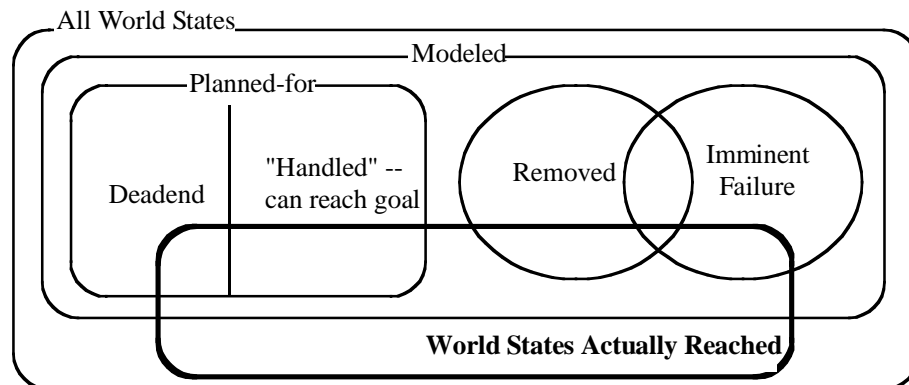 All World States
Modeled
Planned-for
Deadend
"Handled" --
can reach goal
Removed
Imminent
Failure
World States Actually Reached